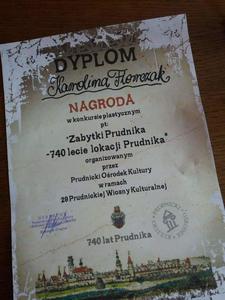 DYPLOM
Karolina Florczak
NAGRODA
w konkursie plastycznym
pt:
"Zabytki Prudnika
-740 lecie lokacji Prudnika"
organizowanym
przez
Prudnicki Ośrodek Kultury
w ramach
29 Prudnickiej Wiosny Kulturalnej
740 lat Prudnika